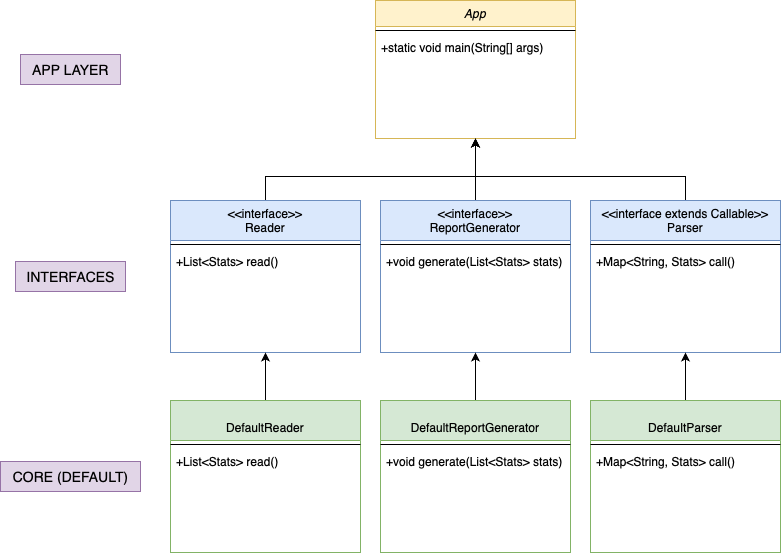 App
+static void main(String[] args)
APP LAYER
<<interface>>
Reader
+List<Stats> read()
<<interface>>
ReportGenerator
+void generate(List<Stats> stats)
<<interface extends Callable>>
Parser
+Map<String, Stats> call()
INTERFACES
DefaultReader
+List<Stats> read()
DefaultReportGenerator
+void generate(List<Stats> stats)
DefaultParser
+Map<String, Stats> call()
CORE (DEFAULT)